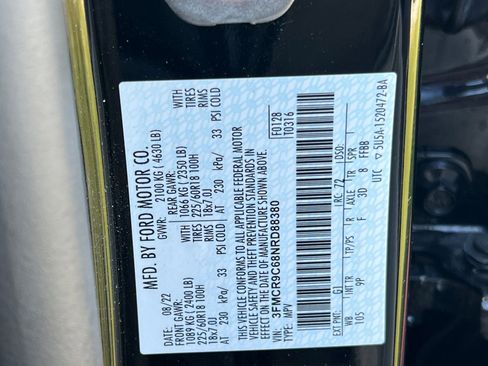 MFD. BY FORD MOTOR CO.
08/22 GVWR: 2100 KG ( 4630 LB)
FRONT GAWR: REAR GAWR:
1089 KG ( 2400 LB) WITH 1066 KG ( 2350 LB) WITH
225/60R18 100H TIRES 225/60R18 100H TIRES
18x7.0J RIMS 18x7.0J RIMS
AT 230 kPa/ 33 PSI COLD AT 230 kPa/ 33 PSI COLD
THIS VEHICLE CONFORMS TO ALL APPLICABLE FEDERAL MOTOR
VEHICLE SAFETY AND THEFT PREVENTION STANDARDS IN
EFFECT ON THE DATE OF MANUFACTURE SHOWN ABOVE.
VIN: 3FMCR9C68NRD88380 F0128
TYPE: MPV T0316
EXT PNT: G1 RC: 72 DSO:
WB INT TR TP/PS R AXLE TR SPR
105 99 F 3D 8 FFBB
UTC 5U5A-1520472-BA